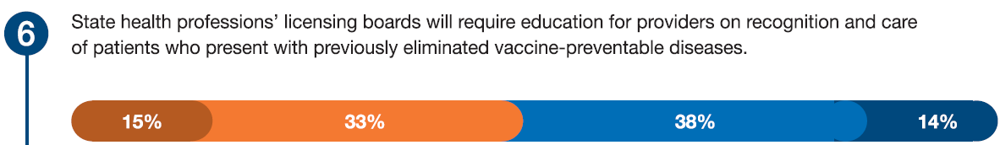 6
State health professions’ licensing boards will require education for providers on recognition and care
of patients who present with previously eliminated vaccine-preventable diseases.
15% 33% 38% 14%